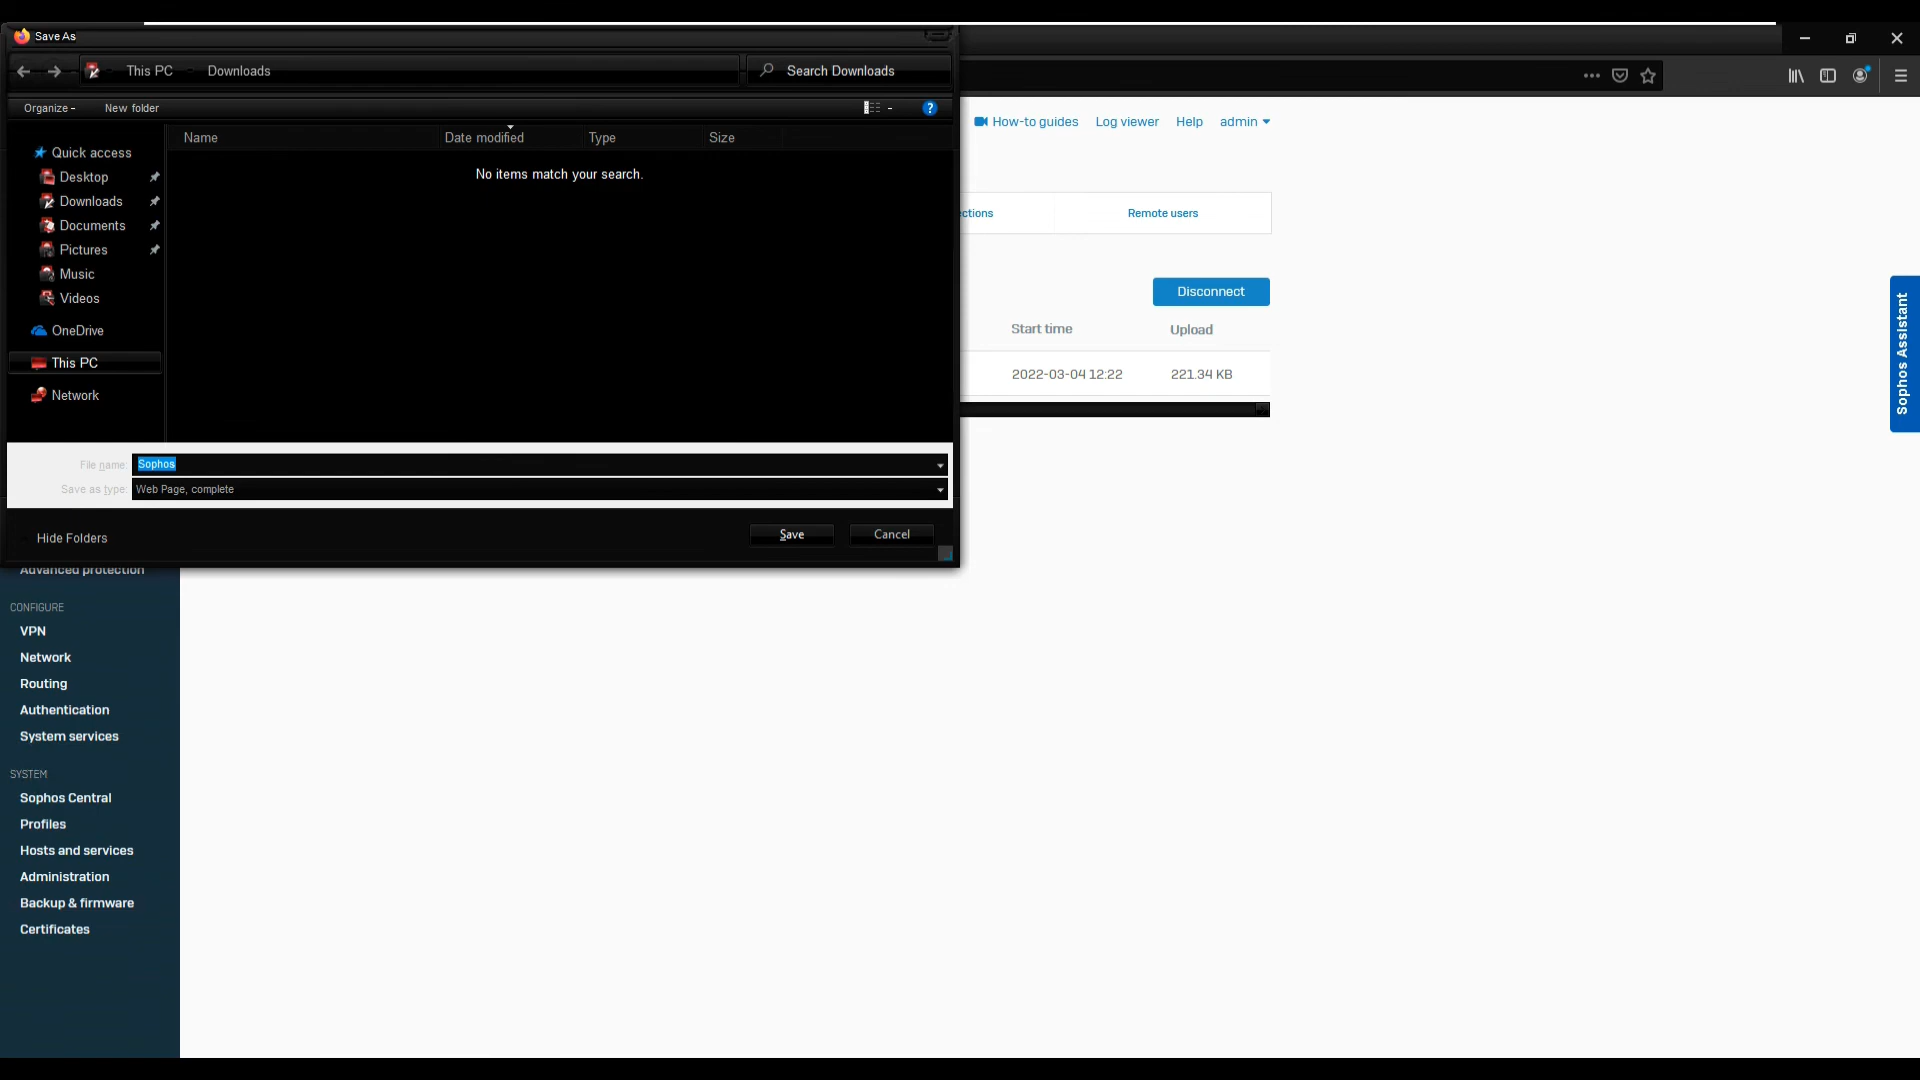 Save As
This PC
Downloads
Search Downloads
Organize
New folder
?
Name
Date modified
Type
Size
No items match your search.
Quick access
Desktop
Downloads
Documents
Pictures
Music
Videos
OneDrive
This PC
Network
File name:
Sophos
Save as type:
Web Page, complete
Hide Folders
Save
Cancel
How-to guides
Log viewer
Help
admin
ections
Remote users
Disconnect
Start time
Upload
2022-03-04 12:22
221.34 KB
Sophos Assistant
Advanced protection
CONFIGURE
VPN
Network
Routing
Authentication
System services
SYSTEM
Sophos Central
Profiles
Hosts and services
Administration
Backup & firmware
Certificates